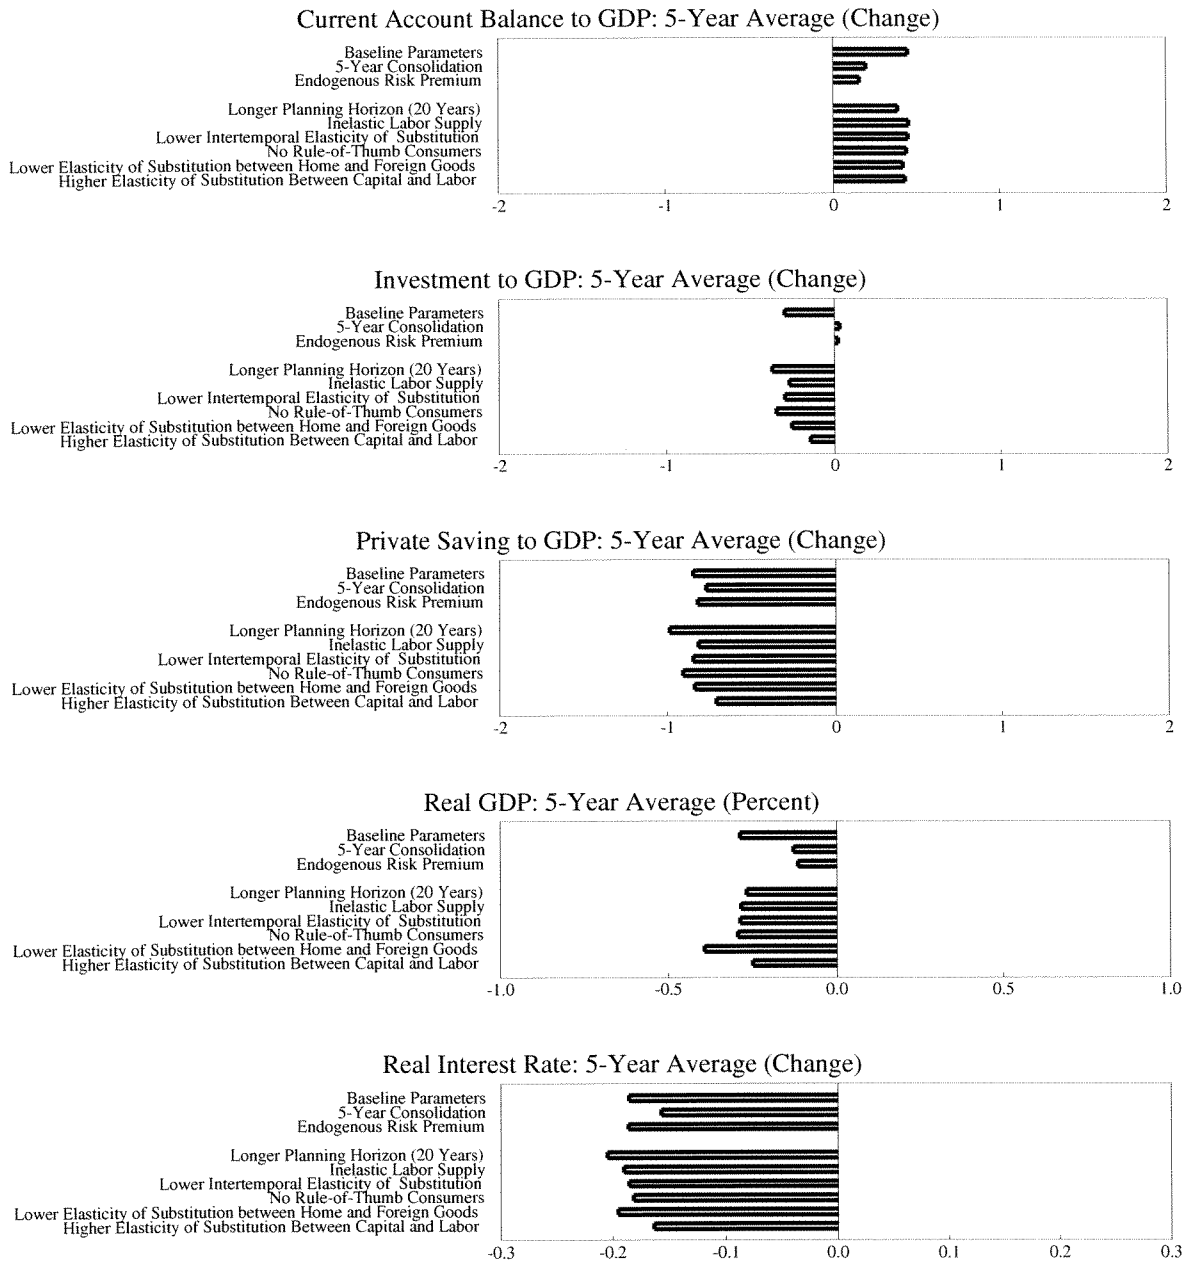 Current Account Balance to GDP: 5-Year Average (Change)
Baseline Parameters
5-Year Consolidation
Endogenous Risk Premium
Longer Planning Horizon (20 Years)
Inelastic Labor Supply
Lower Intertemporal Elasticity of Substitution
No Rule-of-Thumb Consumers
Lower Elasticity of Substitution between Home and Foreign Goods
Higher Elasticity of Substitution Between Capital and Labor
-2 -1 0 1 2
Investment to GDP: 5-Year Average (Change)
Baseline Parameters
5-Year Consolidation
Endogenous Risk Premium
Longer Planning Horizon (20 Years)
Inelastic Labor Supply
Lower Intertemporal Elasticity of Substitution
No Rule-of-Thumb Consumers
Lower Elasticity of Substitution between Home and Foreign Goods
Higher Elasticity of Substitution Between Capital and Labor
-2 -1 0 1 2
Private Saving to GDP: 5-Year Average (Change)
Baseline Parameters
5-Year Consolidation
Endogenous Risk Premium
Longer Planning Horizon (20 Years)
Inelastic Labor Supply
Lower Intertemporal Elasticity of Substitution
No Rule-of-Thumb Consumers
Lower Elasticity of Substitution between Home and Foreign Goods
Higher Elasticity of Substitution Between Capital and Labor
-2 -1 0 1 2
Real GDP: 5-Year Average (Percent)
Baseline Parameters
5-Year Consolidation
Endogenous Risk Premium
Longer Planning Horizon (20 Years)
Inelastic Labor Supply
Lower Intertemporal Elasticity of Substitution
No Rule-of-Thumb Consumers
Lower Elasticity of Substitution between Home and Foreign Goods
Higher Elasticity of Substitution Between Capital and Labor
-1.0 -0.5 0.0 0.5 1.0
Real Interest Rate: 5-Year Average (Change)
Baseline Parameters
5-Year Consolidation
Endogenous Risk Premium
Longer Planning Horizon (20 Years)
Inelastic Labor Supply
Lower Intertemporal Elasticity of Substitution
No Rule-of-Thumb Consumers
Lower Elasticity of Substitution between Home and Foreign Goods
Higher Elasticity of Substitution Between Capital and Labor
-0.3 -0.2 -0.1 0.0 0.1 0.2 0.3